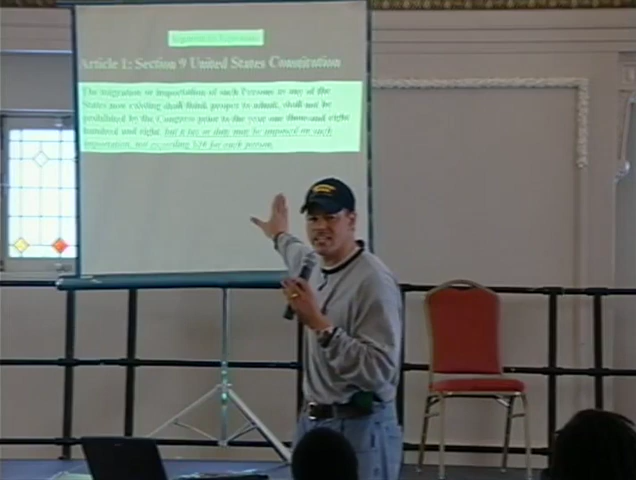 Article 1: Section 9 United States Constitution
The migration or importation of such Persons as any of the
States now existing shall think proper to admit, shall not be
prohibited by the Congress prior to the year one thousand eight
hundred and eight, but a tax or duty may be imposed on such
importation, not exceeding $10 for each person.